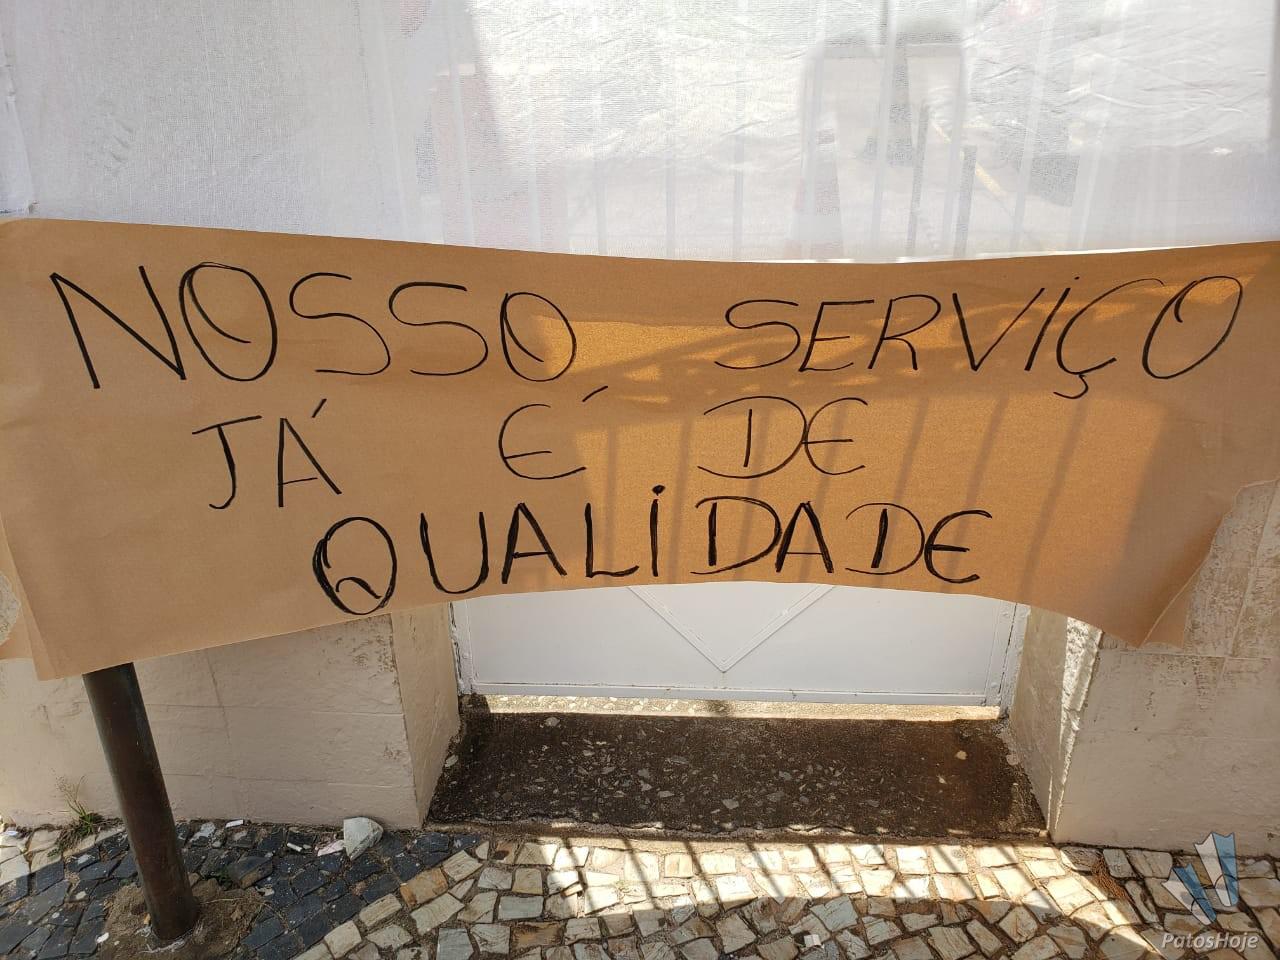 NOSSO SERVIÇO
JÁ É DE
QUALIDADE
PatosHoje